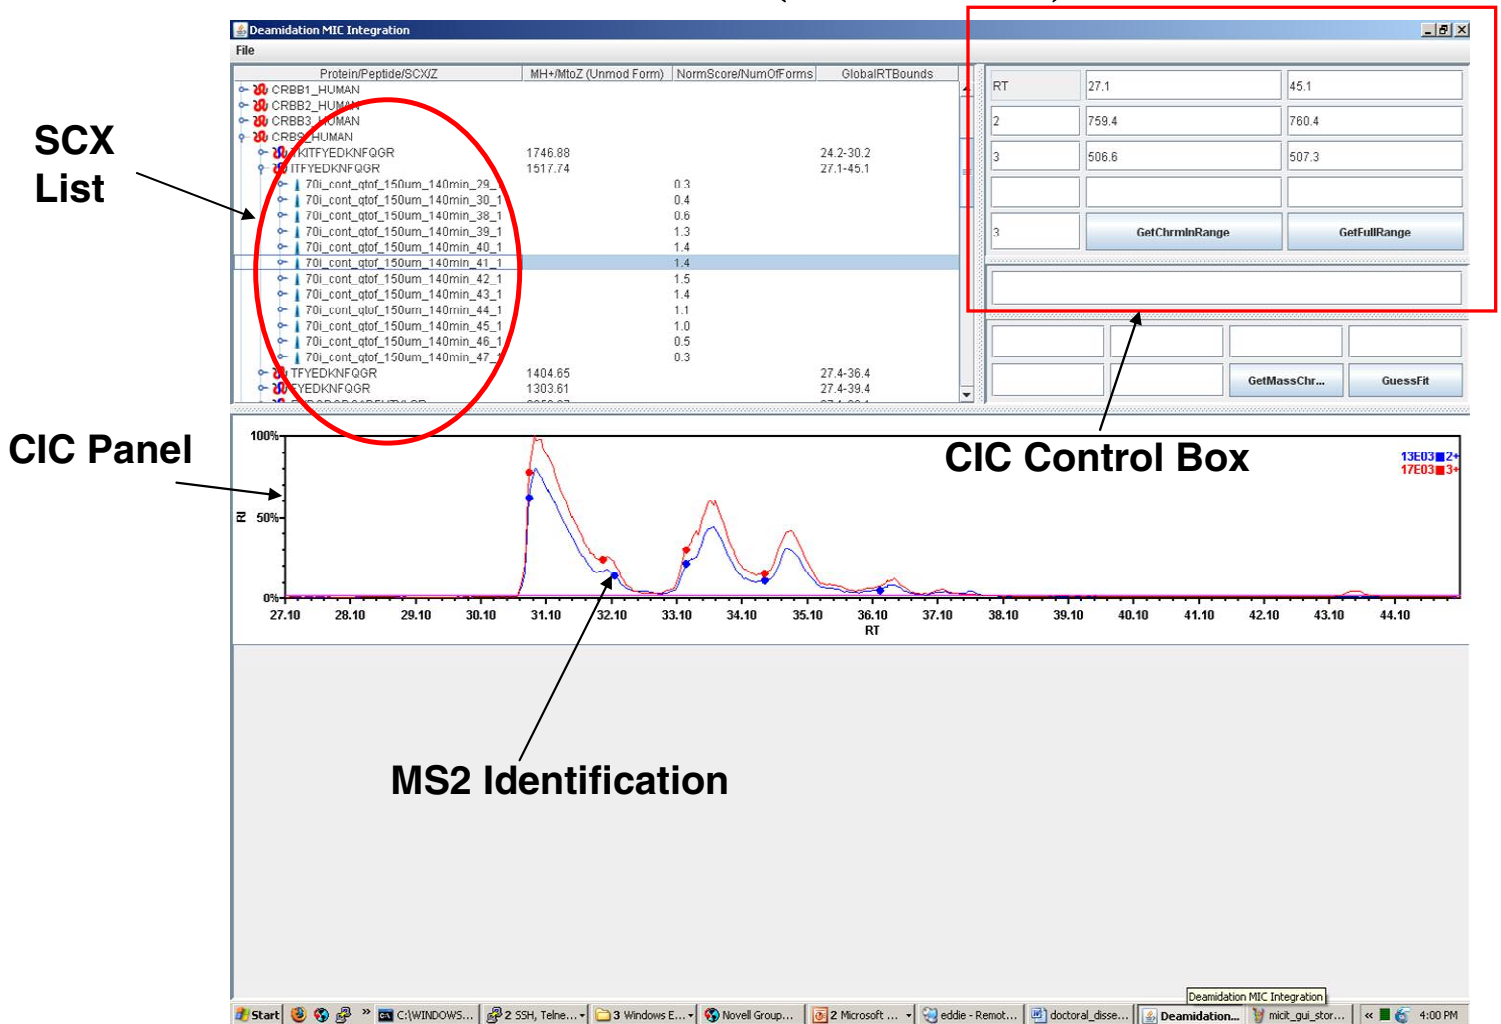 Deamidation MIC Integration
File
Protein/Peptide/SCX/Z MH+/MtoZ (Unmod Form) NormScore/NumOfForms GlobalRTBounds
CRBB1_HUMAN
CRBB2_HUMAN
CRBB3_HUMAN
CRBS_HUMAN
TKITFYEDKNFQGR 1746.88 24.2-30.2
ITFYEDKNFQGR 1517.74 27.1-45.1
70i_cont_qtof_150um_140min_29_1 0.3
70i_cont_qtof_150um_140min_30_1 0.4
70i_cont_qtof_150um_140min_38_1 0.6
70i_cont_qtof_150um_140min_39_1 1.3
70i_cont_qtof_150um_140min_40_1 1.4
70i_cont_qtof_150um_140min_41_1 1.4
70i_cont_qtof_150um_140min_42_1 1.5
70i_cont_qtof_150um_140min_43_1 1.4
70i_cont_qtof_150um_140min_44_1 1.1
70i_cont_qtof_150um_140min_45_1 1.0
70i_cont_qtof_150um_140min_46_1 0.5
70i_cont_qtof_150um_140min_47_1 0.3
TFYEDKNFQGR 1404.65 27.4-36.4
FYEDKNFQGR 1303.61 27.4-39.4
RT 27.1 45.1
2 759.4 760.4
3 506.6 507.3
3 GetChrmInRange GetFullRange
GetMassChr... GuessFit
SCX
List
CIC Panel
CIC Control Box
MS2 Identification
100%
50%
0%
RI
13E03 2+
17E03 3+
27.10 28.10 29.10 30.10 31.10 32.10 33.10 34.10 35.10 36.10 37.10 38.10 39.10 40.10 41.10 42.10 43.10 44.10
RT
Deamidation MIC Integration
Start » C:\WINDOWS... 2 SSH, Telne... 3 Windows E... Novell Group... 2 Microsoft ... eddie - Remot... doctoral_disse... Deamidation... micit_gui_stor... « 4:00 PM